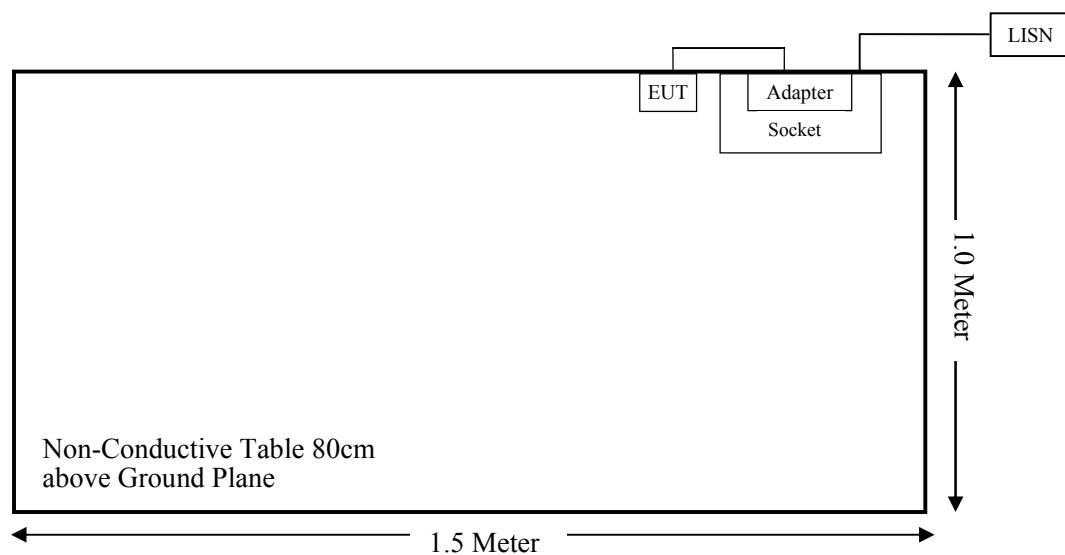 LISN
EUT
Adapter
Socket
1.0 Meter
Non-Conductive Table 80cm
above Ground Plane
1.5 Meter